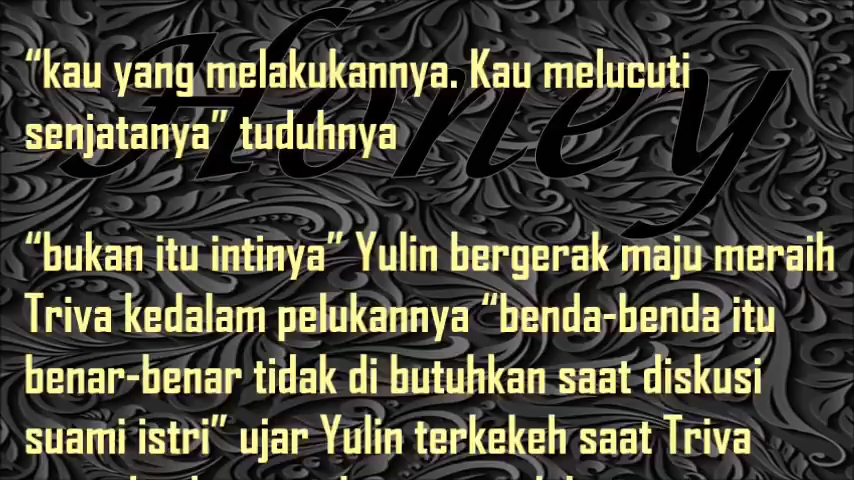 Honey
“kau yang melakukannya. Kau melucuti
senjatanya” tuduhnya
“bukan itu intinya” Yulin bergerak maju meraih
Triva kedalam pelukannya “benda-benda itu
benar-benar tidak di butuhkan saat diskusi
suami istri” ujar Yulin terkekeh saat Triva